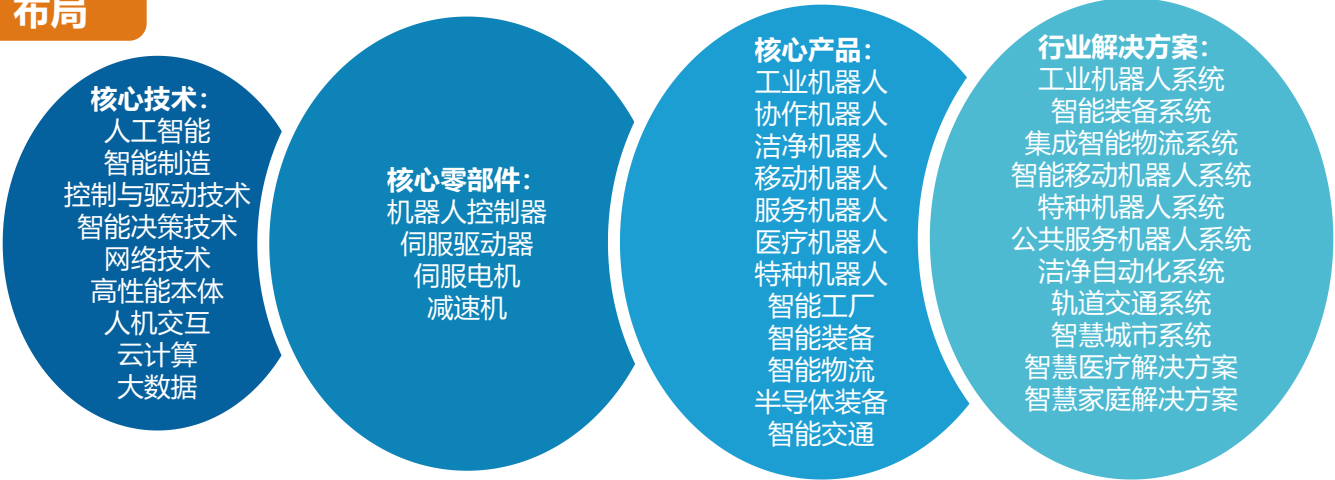 布局
核心技术：
人工智能
智能制造
控制与驱动技术
智能决策技术
网络技术
高性能本体
人机交互
云计算
大数据
核心零部件：
机器人控制器
伺服驱动器
伺服电机
减速机
核心产品：
工业机器人
协作机器人
洁净机器人
移动机器人
服务机器人
医疗机器人
特种机器人
智能工厂
智能装备
智能物流
半导体装备
智能交通
行业解决方案：
工业机器人系统
智能装备系统
集成智能物流系统
智能移动机器人系统
特种机器人系统
公共服务机器人系统
洁净自动化系统
轨道交通系统
智慧城市系统
智慧医疗解决方案
智慧家庭解决方案